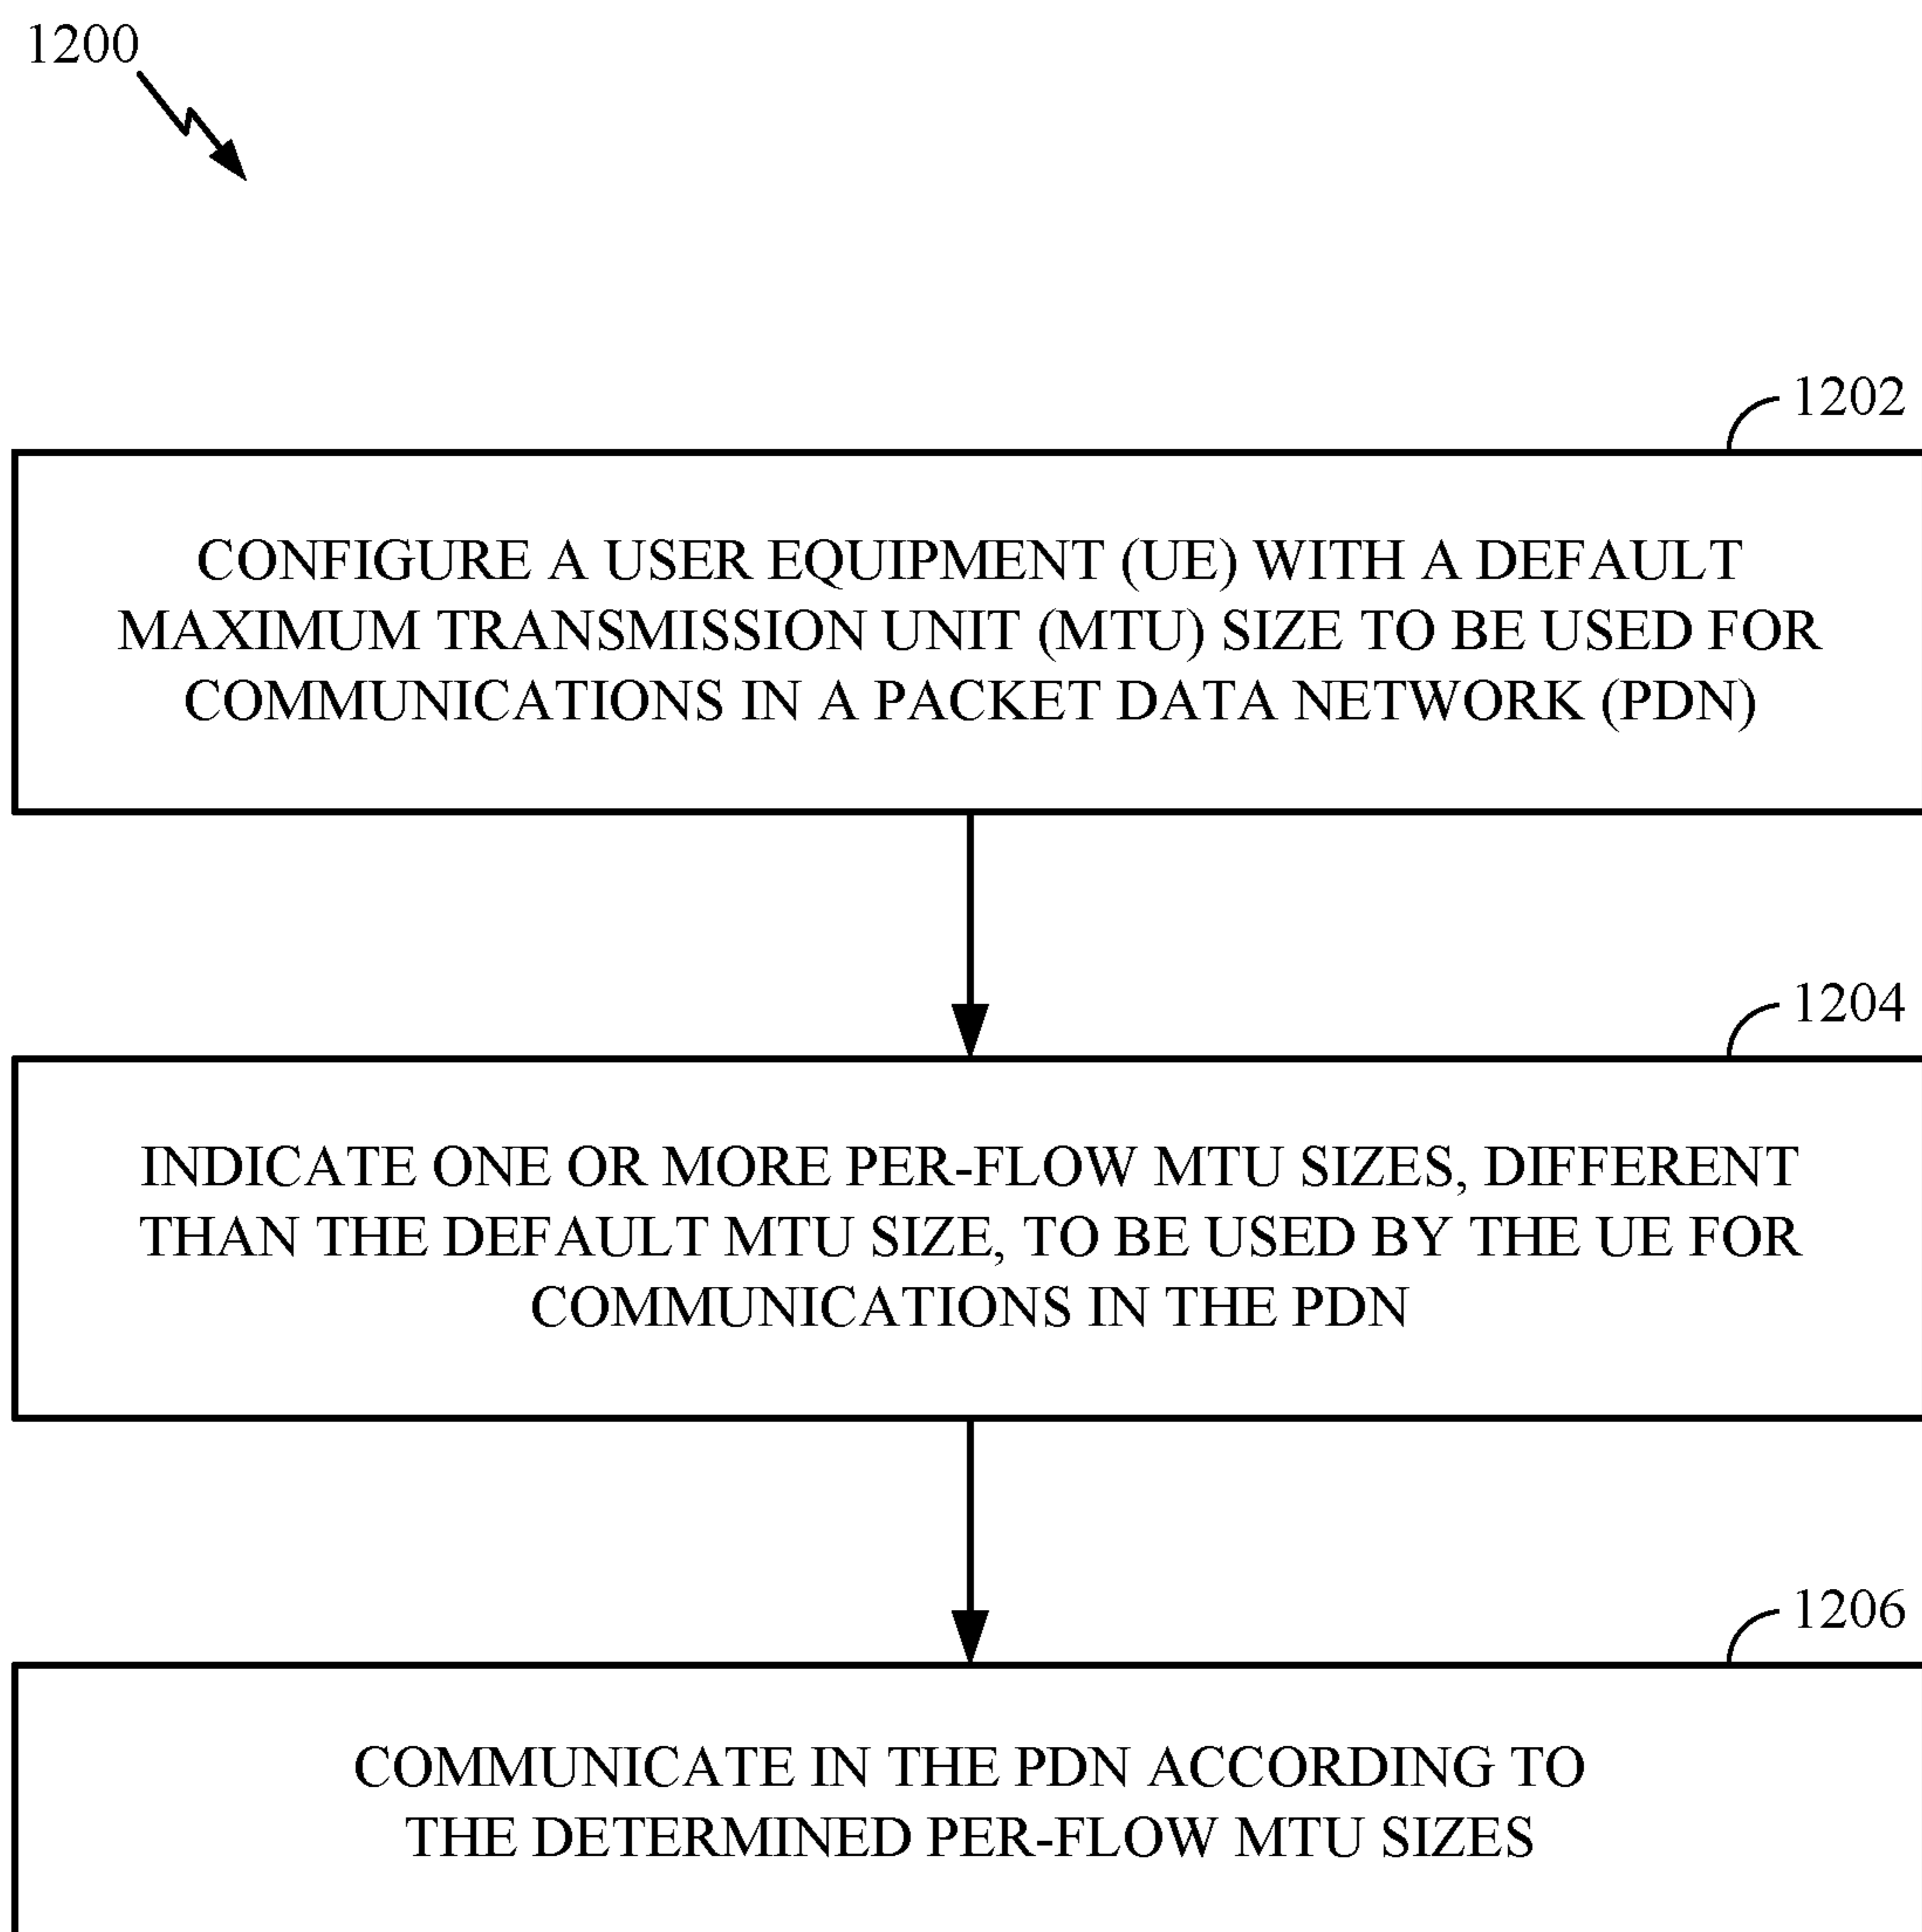 1200
1202
CONFIGURE A USER EQUIPMENT (UE) WITH A DEFAULT
MAXIMUM TRANSMISSION UNIT (MTU) SIZE TO BE USED FOR
COMMUNICATIONS IN A PACKET DATA NETWORK (PDN)
1204
INDICATE ONE OR MORE PER-FLOW MTU SIZES, DIFFERENT
THAN THE DEFAULT MTU SIZE, TO BE USED BY THE UE FOR
COMMUNICATIONS IN THE PDN
1206
COMMUNICATE IN THE PDN ACCORDING TO
THE DETERMINED PER-FLOW MTU SIZES